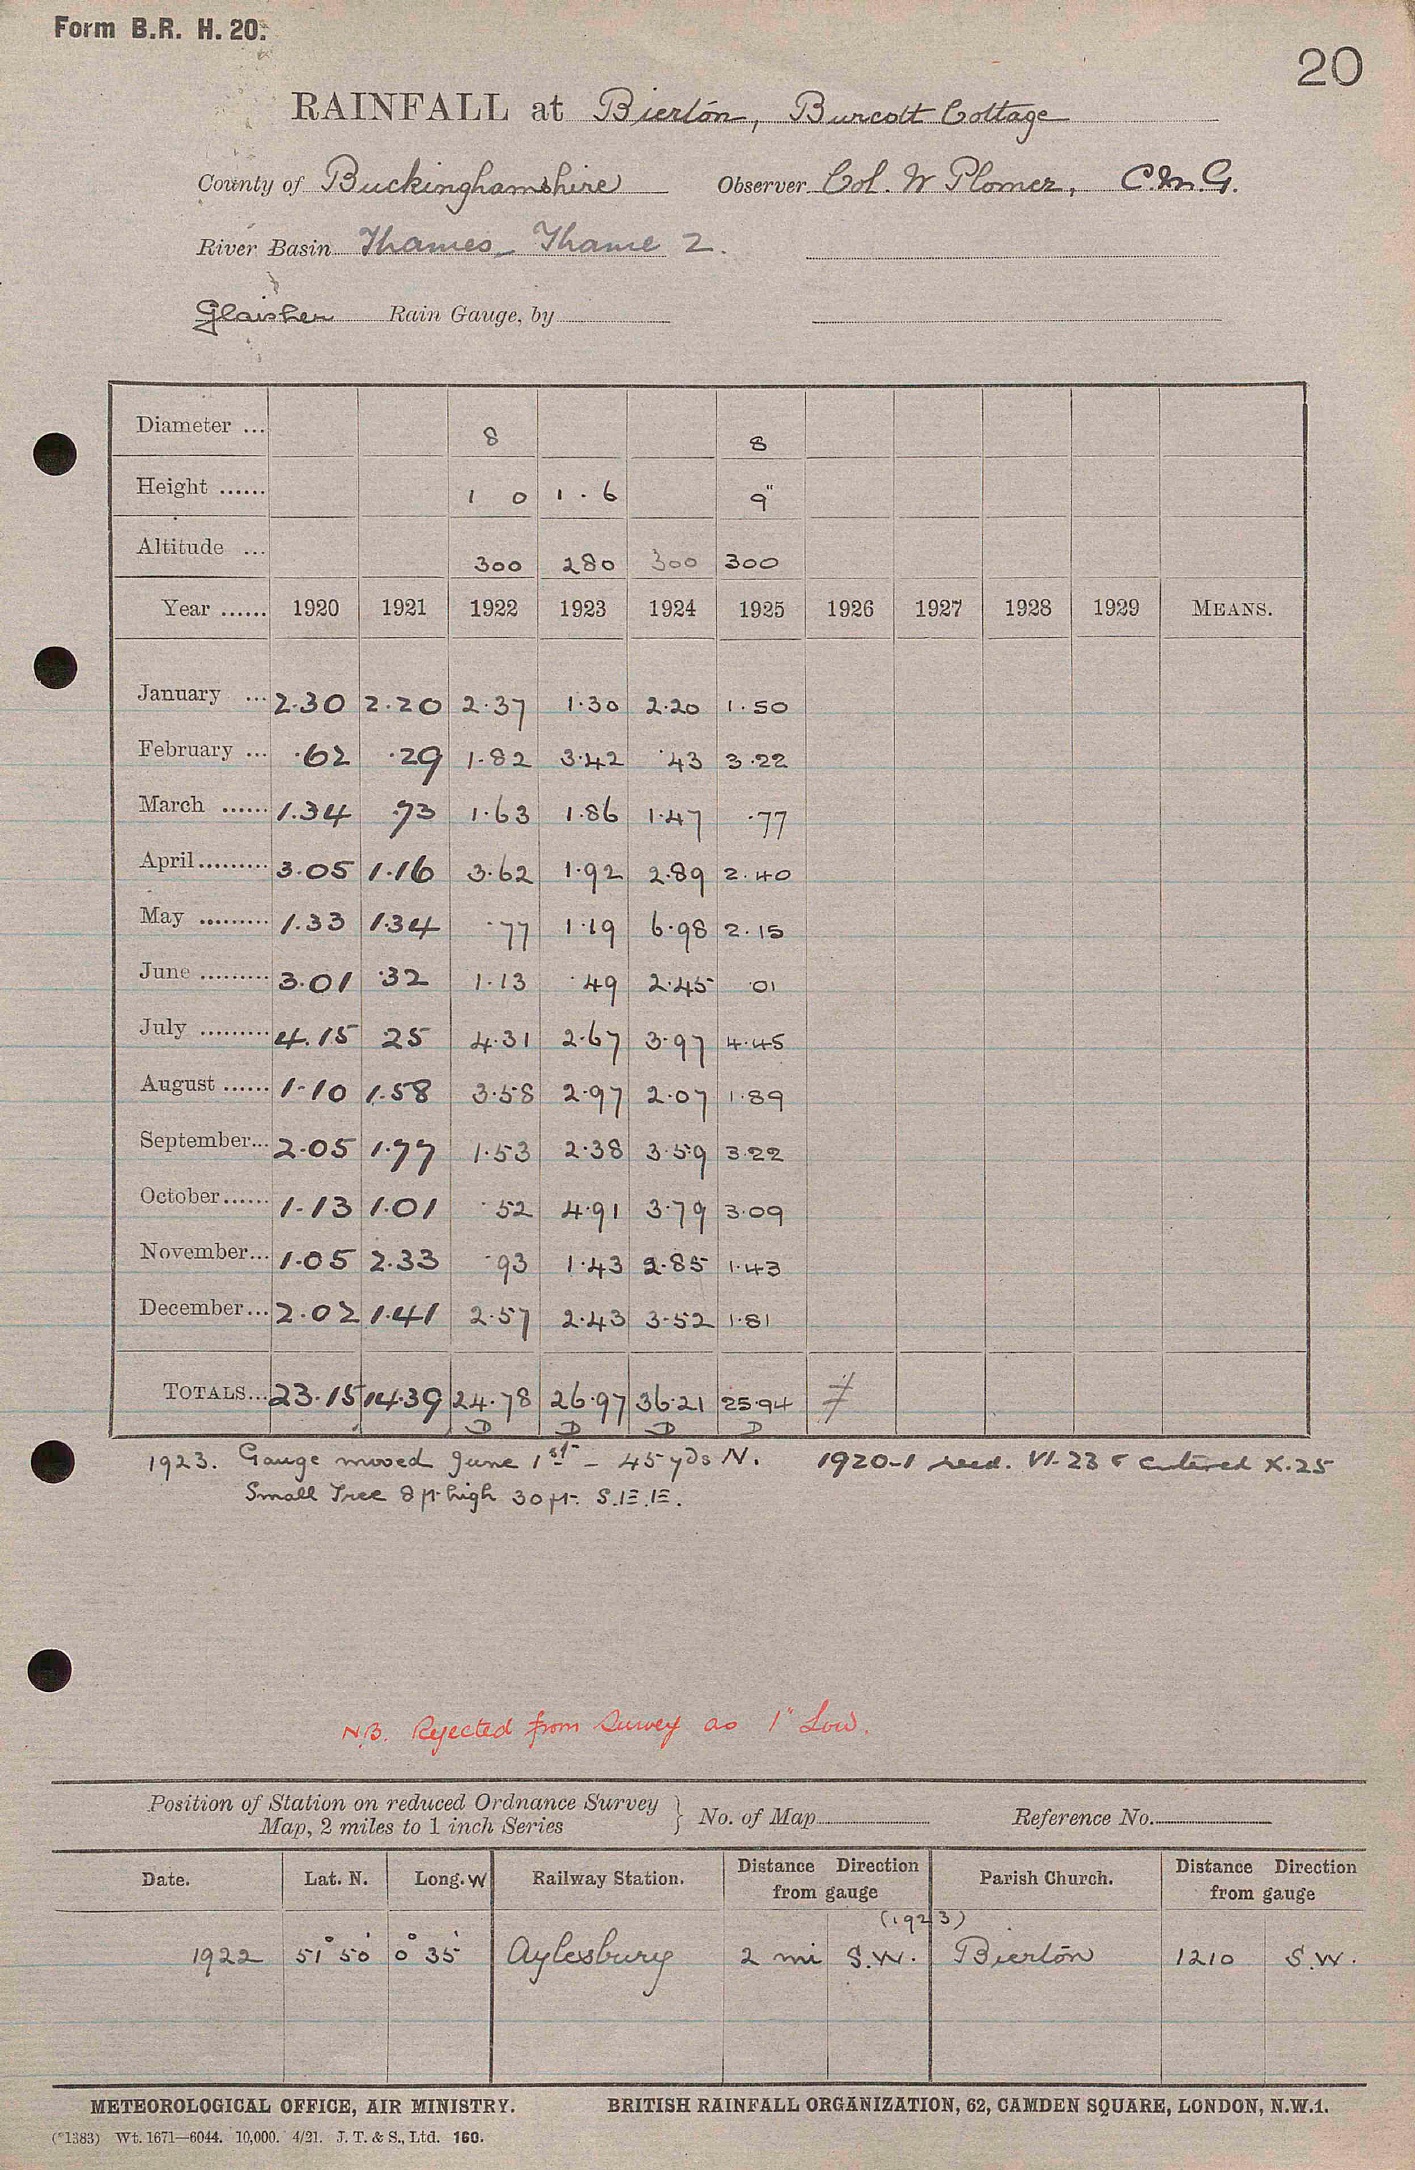 Form B.R. H. 20.
20
RAINFALL at Bierton, Burcott Cottage
County of Buckinghamshire Observer Col. W Plomer, C.M.G.
River Basin Thames - Thame 2.
Glaisher Rain Gauge, by
Diameter ... 8 8
Height ...... 1 0 1 . 6 9"
Altitude ... 300 280 300 300
Year ...... 1920 1921 1922 1923 1924 1925 1926 1927 1928 1929 MEANS.
January ... 2.30 2.20 2.37 1.30 2.20 1.50
February ... .62 .29 1.82 3.42 .43 3.22
March ...... 1.34 .73 1.63 1.86 1.47 .77
April ......... 3.05 1.16 3.62 1.92 2.89 2.40
May ......... 1.33 1.34 .77 1.19 6.98 2.15
June ......... 3.01 .32 1.13 .49 2.45 .01
July ......... 4.15 .25 4.31 2.67 3.97 4.45
August ...... 1.10 1.58 3.58 2.97 2.07 1.89
September... 2.05 1.77 1.53 2.38 3.59 3.22
October...... 1.13 1.01 .52 4.91 3.79 3.09
November... 1.05 2.33 .93 1.43 2.85 1.43
December... 2.02 1.41 2.57 2.43 3.52 1.81
TOTALS... 23.15 14.39 24.78 26.97 36.21 25.94
D D D D
1923. Gauge moved June 1st - 45 yds N. 1920-1 recd. VI.23 & entered X.25
Small Tree 8 ft high 30 ft. S.E.E.
N.B. Rejected from Survey as 1" Low.
Position of Station on reduced Ordnance Survey
Map, 2 miles to 1 inch Series } No. of Map Reference No.
Date. Lat. N. Long. W Railway Station. Distance Direction from gauge Parish Church. Distance Direction from gauge
(1923)
1922 51° 50' 0° 35' Aylesbury 2 mi S.W. Bierton 1210 S.W.
METEOROLOGICAL OFFICE, AIR MINISTRY. BRITISH RAINFALL ORGANIZATION, 62, CAMDEN SQUARE, LONDON, N.W.1.
(*1383) Wt. 1671—6044. 10,000. 4/21. J. T. & S., Ltd. 160.